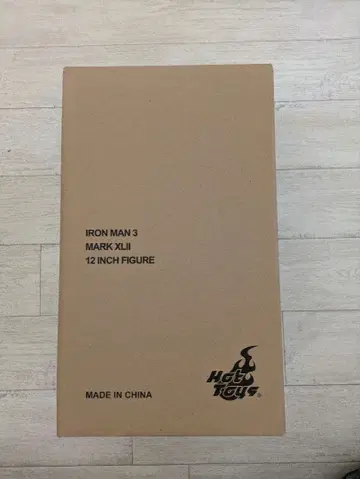 IRON MAN 3
MARK XLII
12 INCH FIGURE
Hot
Toys
MADE IN CHINA